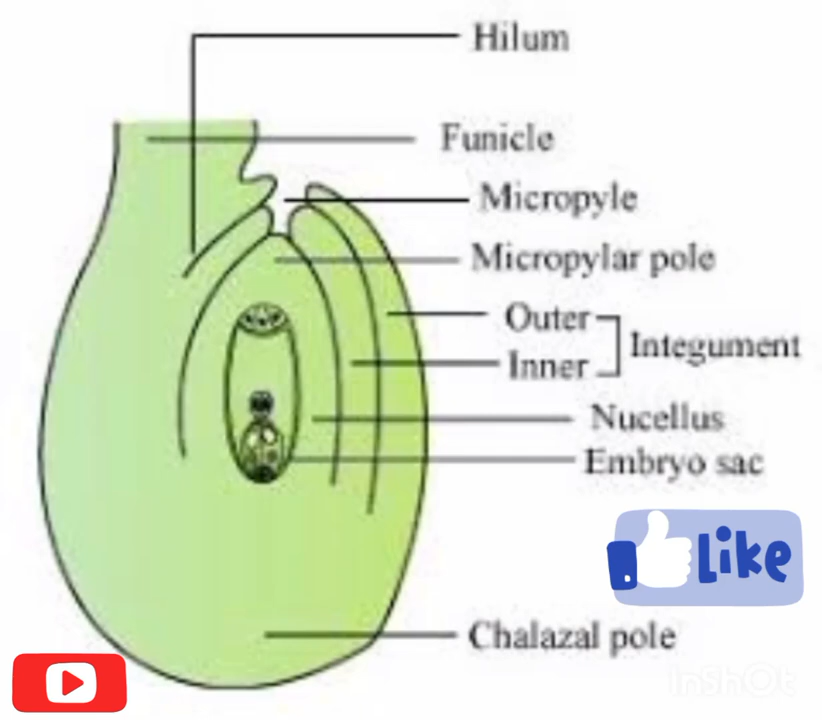 Hilum
Funicle
Micropyle
Micropylar pole
Outer
Integument
Inner
Nucellus
Embryo sac
Like
Chalazal pole
InShOt